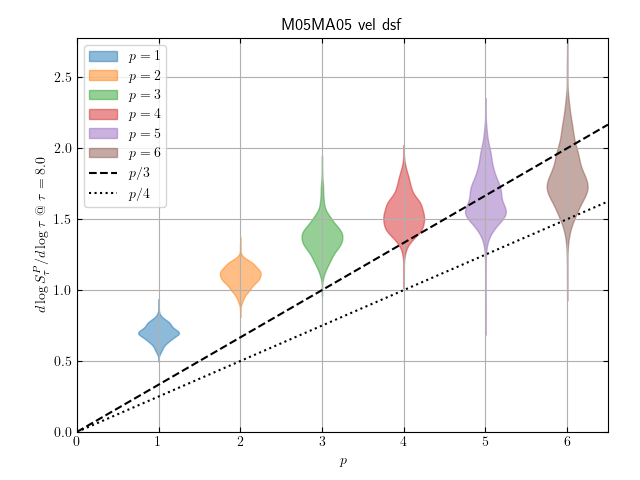 M05MA05 vel dsf
d log S_τ^P / d log τ @ τ = 8.0
2.5
2.0
1.5
1.0
0.5
0.0
p = 1
p = 2
p = 3
p = 4
p = 5
p = 6
p/3
p/4
0 1 2 3 4 5 6
p